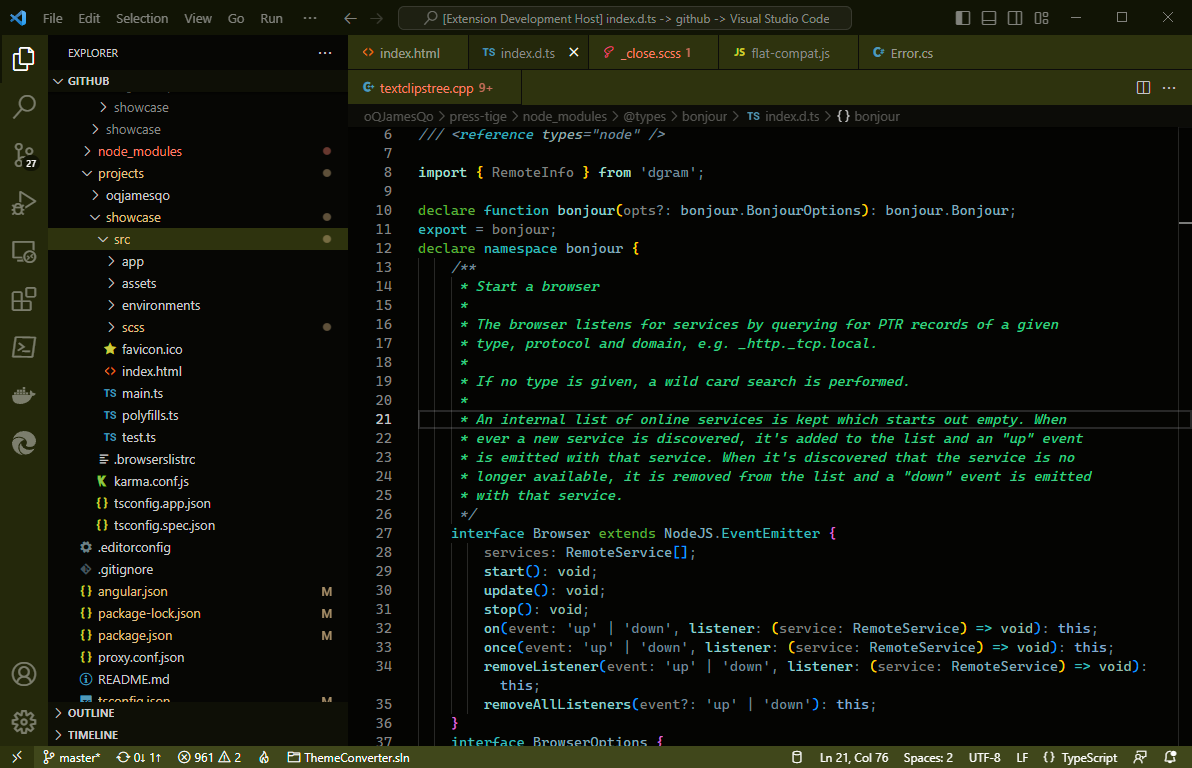 File Edit Selection View Go Run ··· [Extension Development Host] index.d.ts -> github -> Visual Studio Code
EXPLORER ···
GITHUB
showcase
showcase
node_modules
projects
oqjamesqo
showcase
src
app
assets
environments
scss
favicon.ico
index.html
TS main.ts
TS polyfills.ts
TS test.ts
.browserslistrc
karma.conf.js
{} tsconfig.app.json
{} tsconfig.spec.json
.editorconfig
.gitignore
{} angular.json M
{} package-lock.json M
{} package.json M
{} proxy.conf.json
README.md
tsconfig.json M
OUTLINE
TIMELINE
27
<> index.html TS index.d.ts _close.scss 1 JS flat-compat.js Error.cs
textclipstree.cpp 9+ ···
oQJamesQo > press-tige > node_modules > @types > bonjour > TS index.d.ts > {} bonjour
6 /// <reference types="node" />
7
8 import { RemoteInfo } from 'dgram';
9
10 declare function bonjour(opts?: bonjour.BonjourOptions): bonjour.Bonjour;
11 export = bonjour;
12 declare namespace bonjour {
13 /**
14 * Start a browser
15 *
16 * The browser listens for services by querying for PTR records of a given
17 * type, protocol and domain, e.g. _http._tcp.local.
18 *
19 * If no type is given, a wild card search is performed.
20 *
21 * An internal list of online services is kept which starts out empty. When
22 * ever a new service is discovered, it's added to the list and an "up" event
23 * is emitted with that service. When it's discovered that the service is no
24 * longer available, it is removed from the list and a "down" event is emitted
25 * with that service.
26 */
27 interface Browser extends NodeJS.EventEmitter {
28 services: RemoteService[];
29 start(): void;
30 update(): void;
31 stop(): void;
32 on(event: 'up' | 'down', listener: (service: RemoteService) => void): this;
33 once(event: 'up' | 'down', listener: (service: RemoteService) => void): this;
34 removeListener(event: 'up' | 'down', listener: (service: RemoteService) => void):
this;
35 removeAllListeners(event?: 'up' | 'down'): this;
36 }
37 interface BrowserOptions {
master* 0↓ 1↑ 961 2 ThemeConverter.sln Ln 21, Col 76 Spaces: 2 UTF-8 LF {} TypeScript